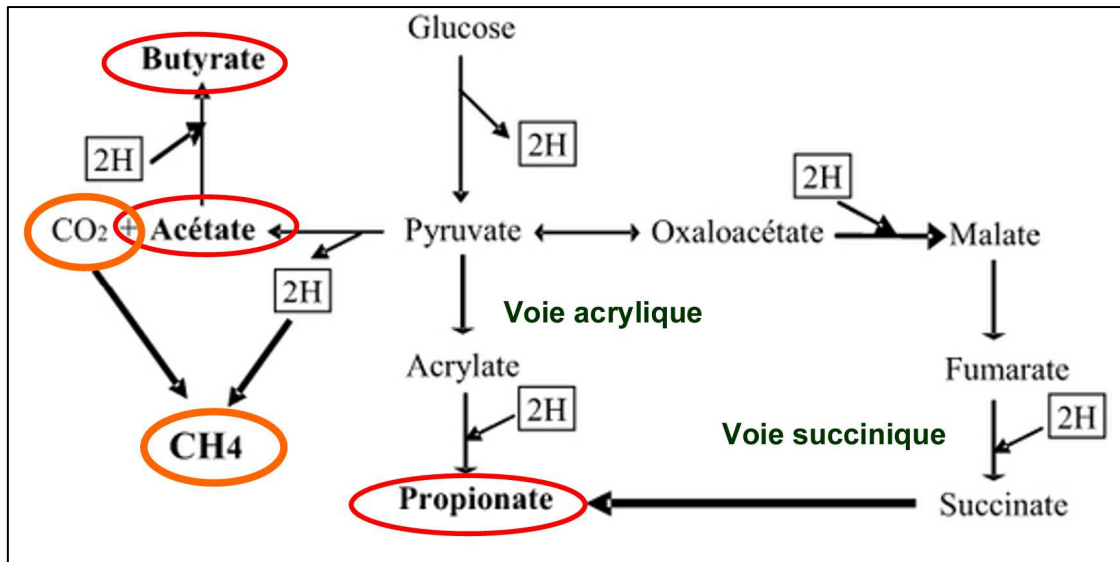 Glucose
Butyrate
2H
2H
2H
CO₂ + Acétate
Pyruvate
Oxaloacétate
Malate
2H
Voie acrylique
Acrylate
Fumarate
2H
2H
CH4
Voie succinique
Propionate
Succinate